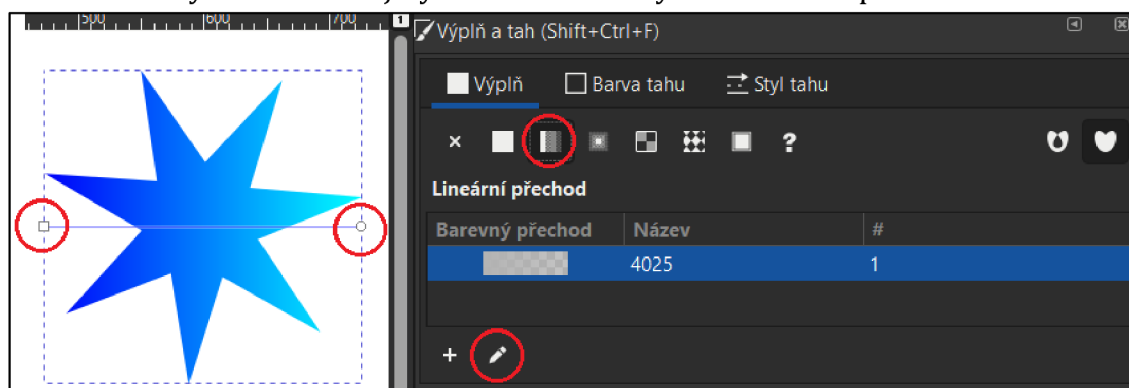 500 600 700 1
Výplň a tah (Shift+Ctrl+F)
Výplň Barva tahu Styl tahu
?
Lineární přechod
Barevný přechod Název #
4025 1